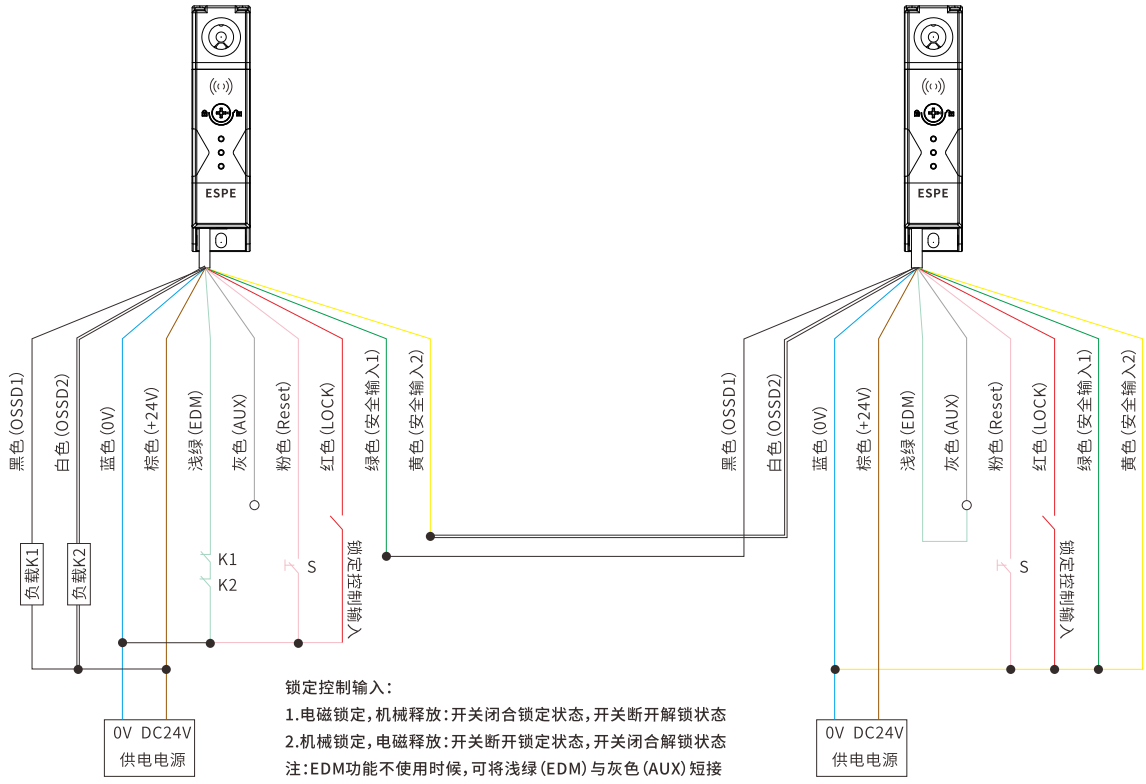 ESPE
ESPE
黑色(OSSD1)
白色(OSSD2)
蓝色(0V)
棕色(+24V)
浅绿(EDM)
灰色(AUX)
粉色(Reset)
红色(LOCK)
绿色(安全输入1)
黄色(安全输入2)
黑色(OSSD1)
白色(OSSD2)
蓝色(0V)
棕色(+24V)
浅绿(EDM)
灰色(AUX)
粉色(Reset)
红色(LOCK)
绿色(安全输入1)
黄色(安全输入2)
负载K1
负载K2
K1
K2
S
锁定控制输入
S
锁定控制输入
0V DC24V
供电电源
0V DC24V
供电电源
锁定控制输入:
1.电磁锁定,机械释放:开关闭合锁定状态,开关断开解锁状态
2.机械锁定,电磁释放:开关断开锁定状态,开关闭合解锁状态
注:EDM功能不使用时候,可将浅绿(EDM)与灰色(AUX)短接